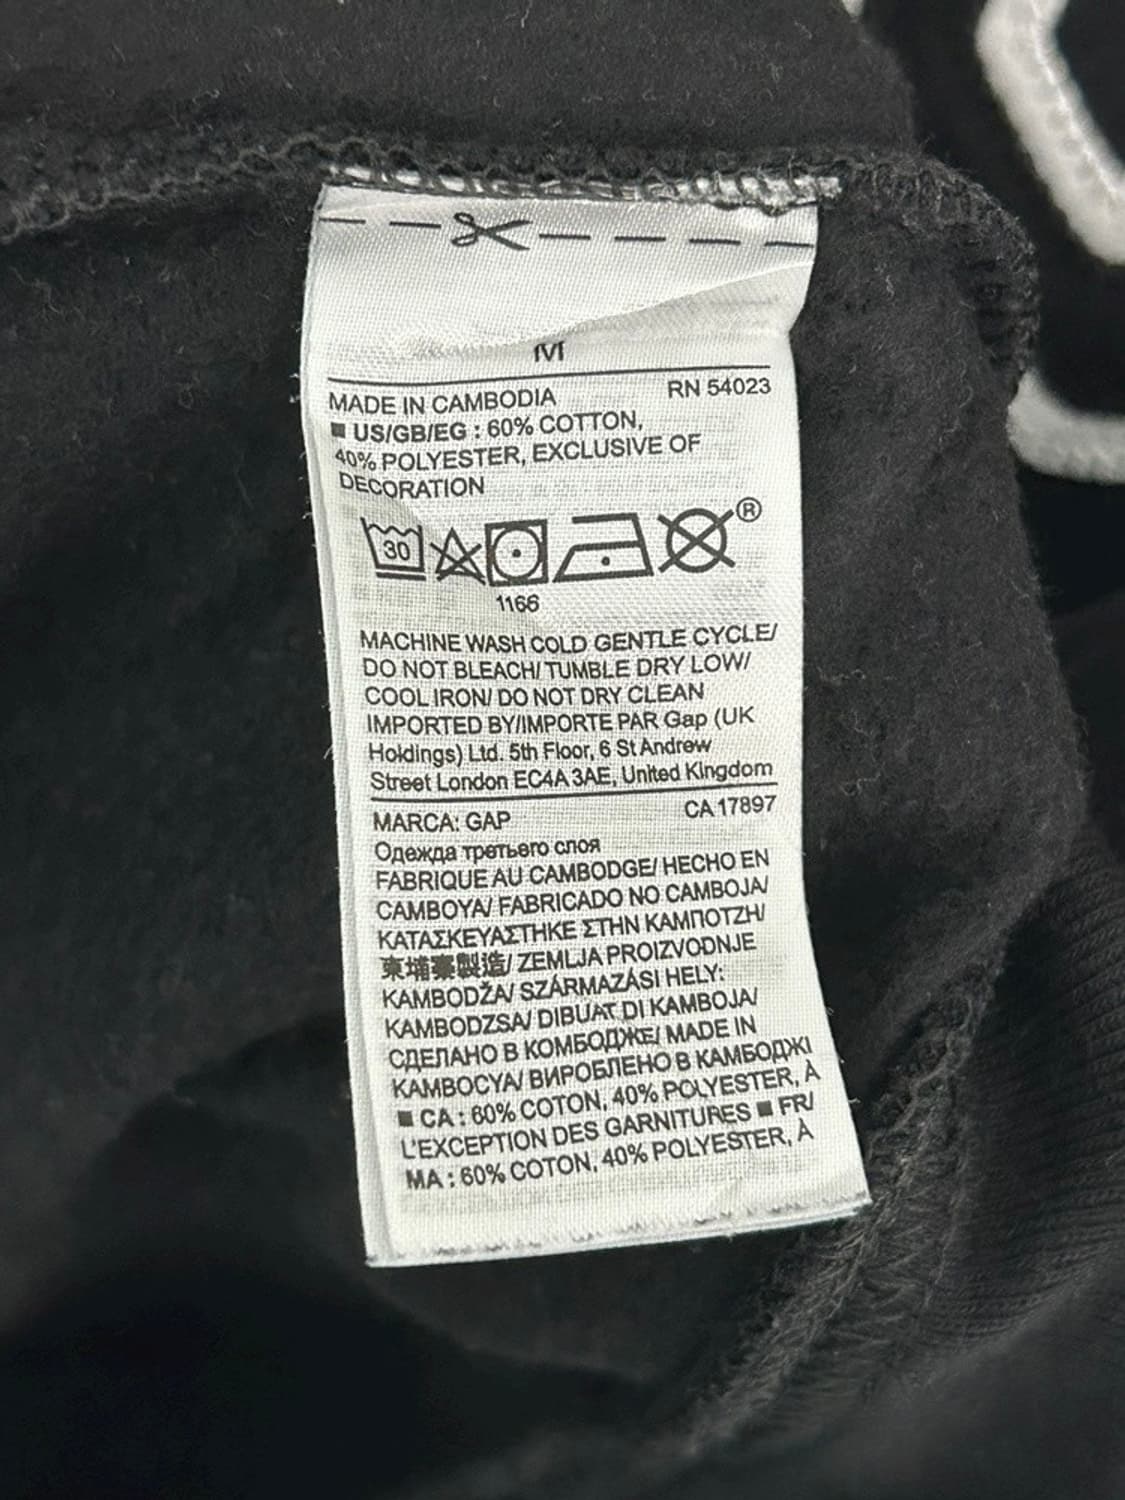 M
MADE IN CAMBODIA RN 54023
■ US/GB/EG : 60% COTTON,
40% POLYESTER, EXCLUSIVE OF
DECORATION
30 ®
1166
MACHINE WASH COLD GENTLE CYCLE/
DO NOT BLEACH/ TUMBLE DRY LOW/
COOL IRON/ DO NOT DRY CLEAN
IMPORTED BY/IMPORTE PAR Gap (UK
Holdings) Ltd. 5th Floor, 6 St Andrew
Street London EC4A 3AE, United Kingdom
MARCA: GAP CA 17897
Одежда третьего слоя
FABRIQUE AU CAMBODGE/ HECHO EN
CAMBOYA/ FABRICADO NO CAMBOJA/
ΚΑΤΑΣΚΕΥΑΣΤΗΚΕ ΣΤΗΝ ΚΑΜΠΟΤΖΗ/
柬埔寨製造/ ZEMLJA PROIZVODNJE
KAMBODŽA/ SZÁRMAZÁSI HELY:
KAMBODZSA/ DIBUAT DI KAMBOJA/
СДЕЛАНО В КОМБОДЖЕ/ MADE IN
KAMBOCYA/ ВИРОБЛЕНО В КАМБОДЖІ
■ CA : 60% COTON, 40% POLYESTER, À
L'EXCEPTION DES GARNITURES ■ FR/
MA : 60% COTON, 40% POLYESTER, À